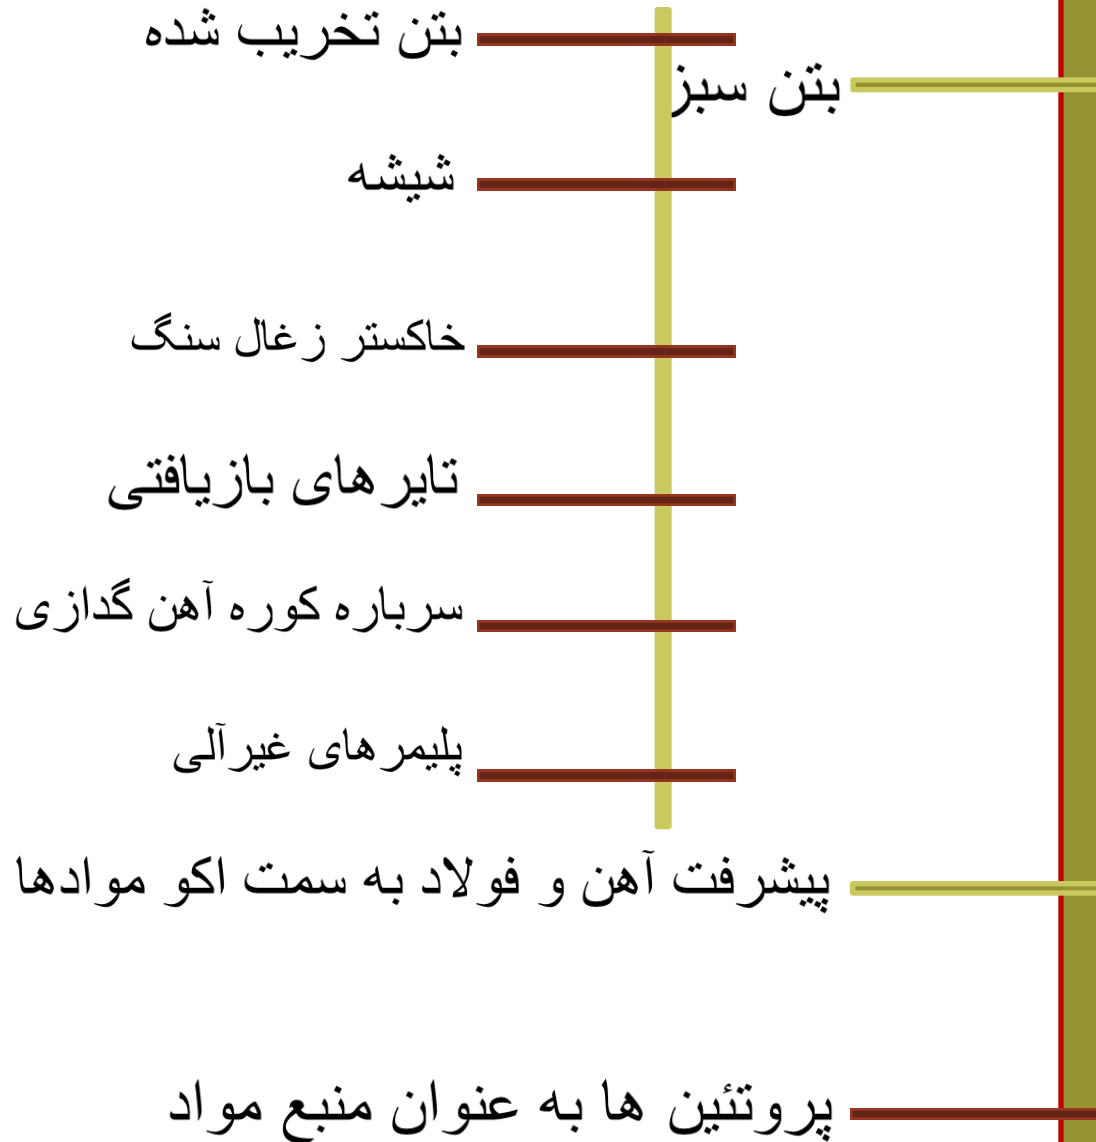 بتن تخریب شده
بتن سبز
شیشه
خاکستر زغال سنگ
تایرهای بازیافتی
سرباره کوره آهن گدازی
پلیمرهای غیرآلی
پیشرفت آهن و فولاد به سمت اکو موادها
پروتئین ها به عنوان منبع مواد